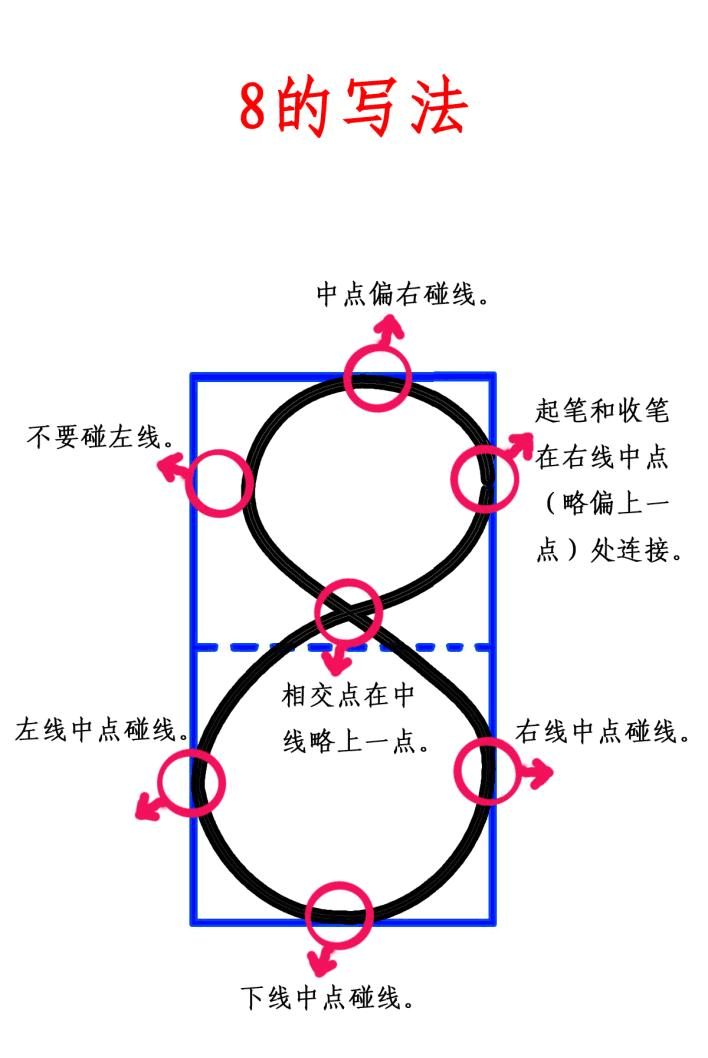 8的写法
中点偏右碰线。
不要碰左线。
起笔和收笔
在右线中点
（略偏上一
点）处连接。
相交点在中
线略上一点。
左线中点碰线。
右线中点碰线。
下线中点碰线。